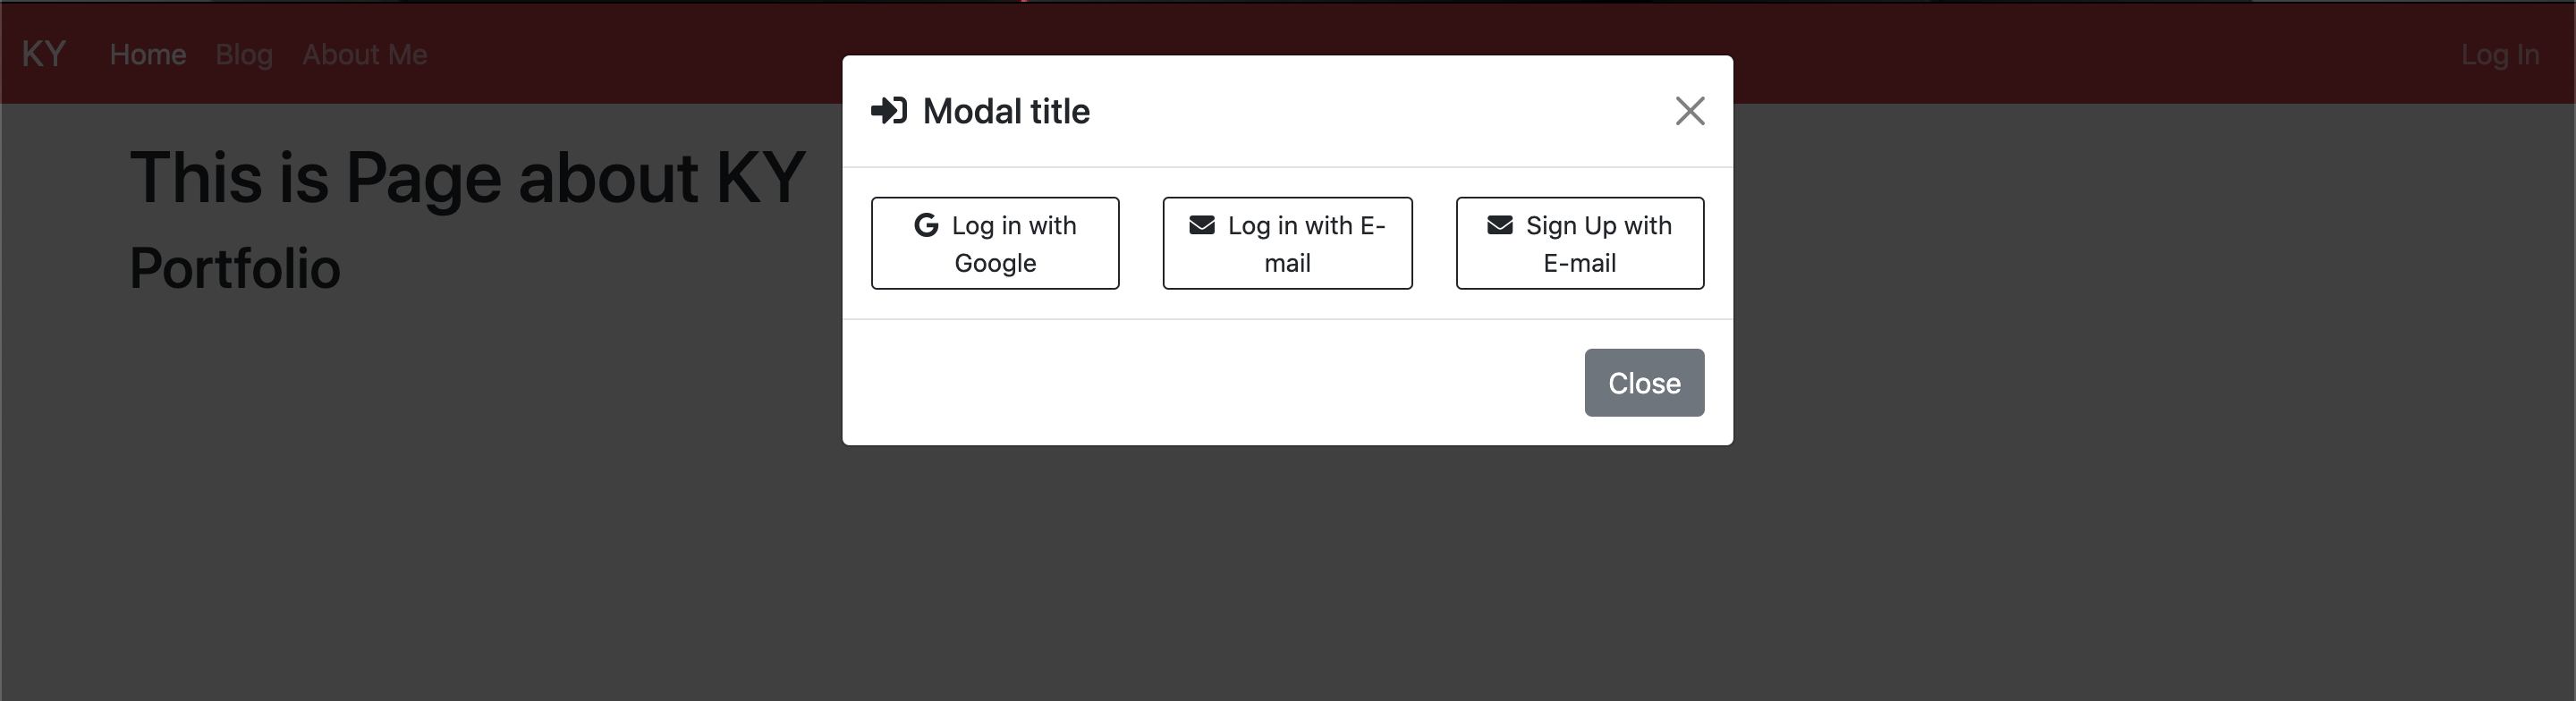 KY Home Blog About Me Log In
Modal title
This is Page about KY
Portfolio
Log in with
Google
Log in with E-
mail
Sign Up with
E-mail
Close